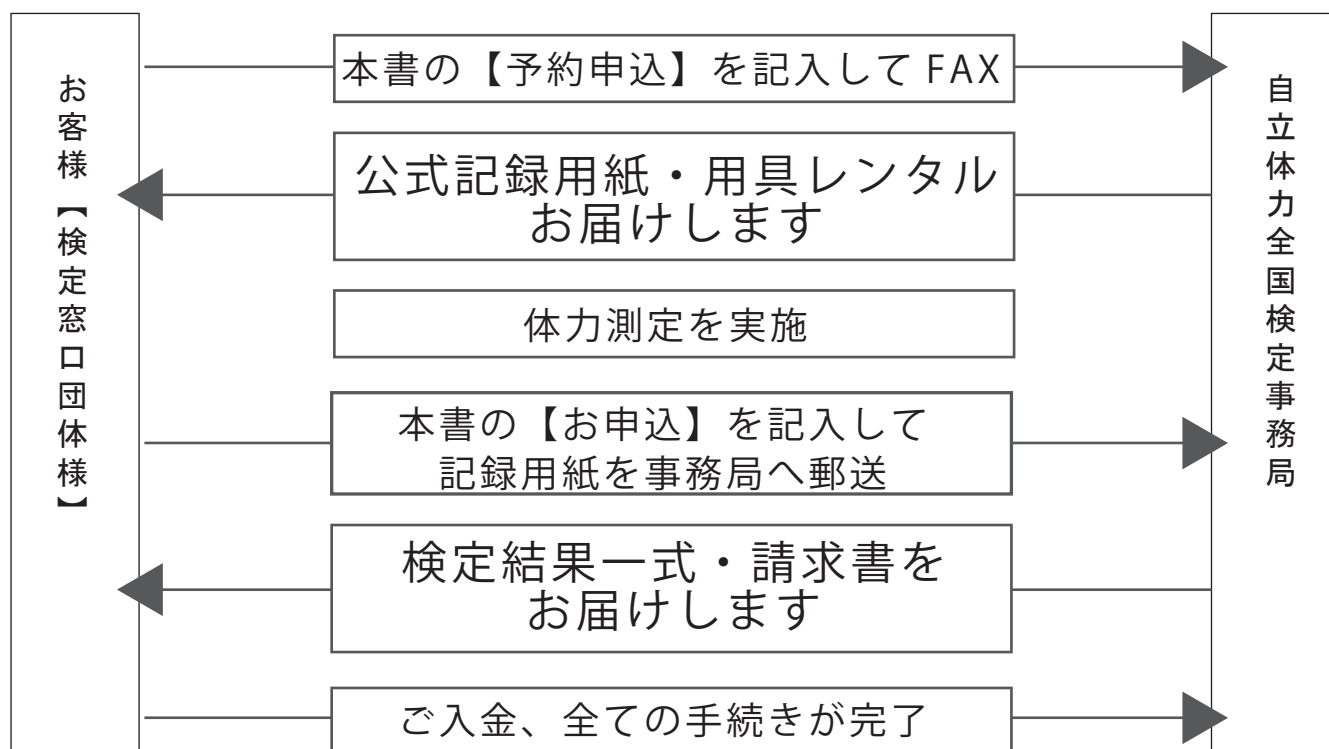 お客様【検定窓口団体様】
本書の【予約申込】を記入して FAX
公式記録用紙・用具レンタル
お届けします
体力測定を実施
本書の【お申込】を記入して
記録用紙を事務局へ郵送
検定結果一式・請求書を
お届けします
ご入金、全ての手続きが完了
自立体力全国検定事務局